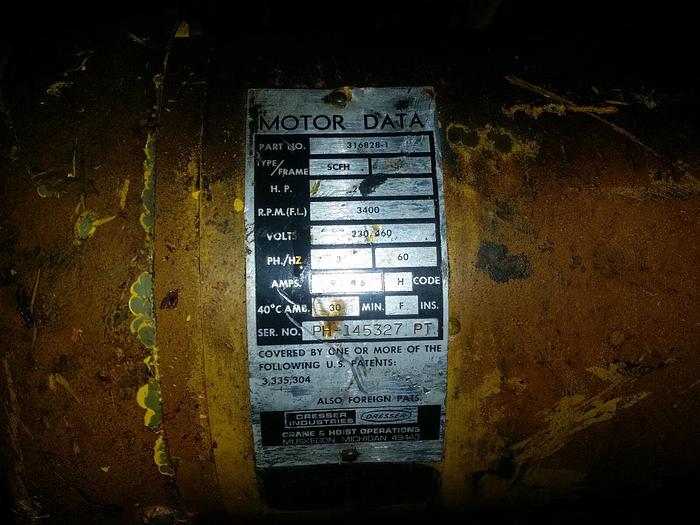 MOTOR DATA
PART NO. 316828-1
TYPE/FRAME SCFH
H. P.
R.P.M.(F.L.) 3400
VOLTS 230-460
PH./HZ 3 60
AMPS. H CODE
40°C AMB. 30 MIN. F INS.
SER. NO. PH-145327 PT
COVERED BY ONE OR MORE OF THE
FOLLOWING U.S. PATENTS:
3,335,304
ALSO FOREIGN PATS.
DRESSER
INDUSTRIES
DRESSER
CRANE & HOIST OPERATIONS
MUSKEGON, MICHIGAN 49443